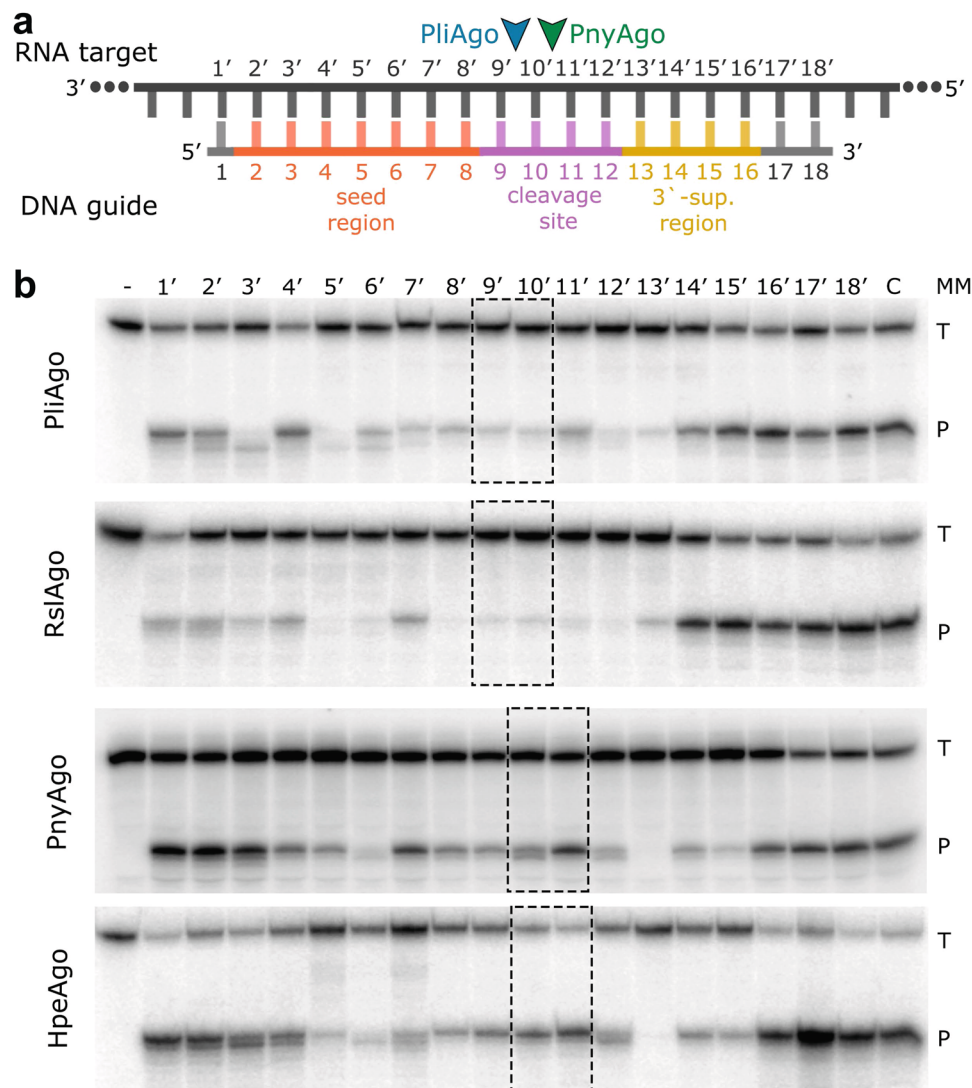 a
PliAgo PnyAgo
RNA target
1′ 2′ 3′ 4′ 5′ 6′ 7′ 8′ 9′ 10′ 11′ 12′ 13′ 14′ 15′ 16′ 17′ 18′
3′ 5′
5′ 3′
1 2 3 4 5 6 7 8 9 10 11 12 13 14 15 16 17 18
DNA guide
seed region
cleavage site
3`-sup. region
b
- 1′ 2′ 3′ 4′ 5′ 6′ 7′ 8′ 9′ 10′ 11′ 12′ 13′ 14′ 15′ 16′ 17′ 18′ C MM
PliAgo
T
P
RslAgo
T
P
PnyAgo
T
P
HpeAgo
T
P